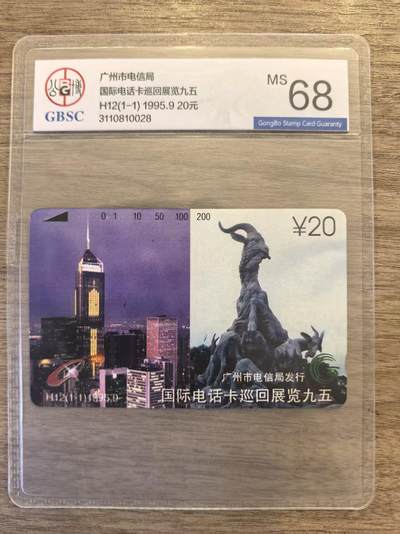 广州市电信局
国际电话卡巡回展览九五
H12(1-1) 1995.9 20元
3110810028
公 G 博
GBSC
MS 68
GongBo Stamp Card Guaranty
0 1 10 50 100 200
¥20
广州市电信局发行
H12(1-1)1995.9
国际电话卡巡回展览九五